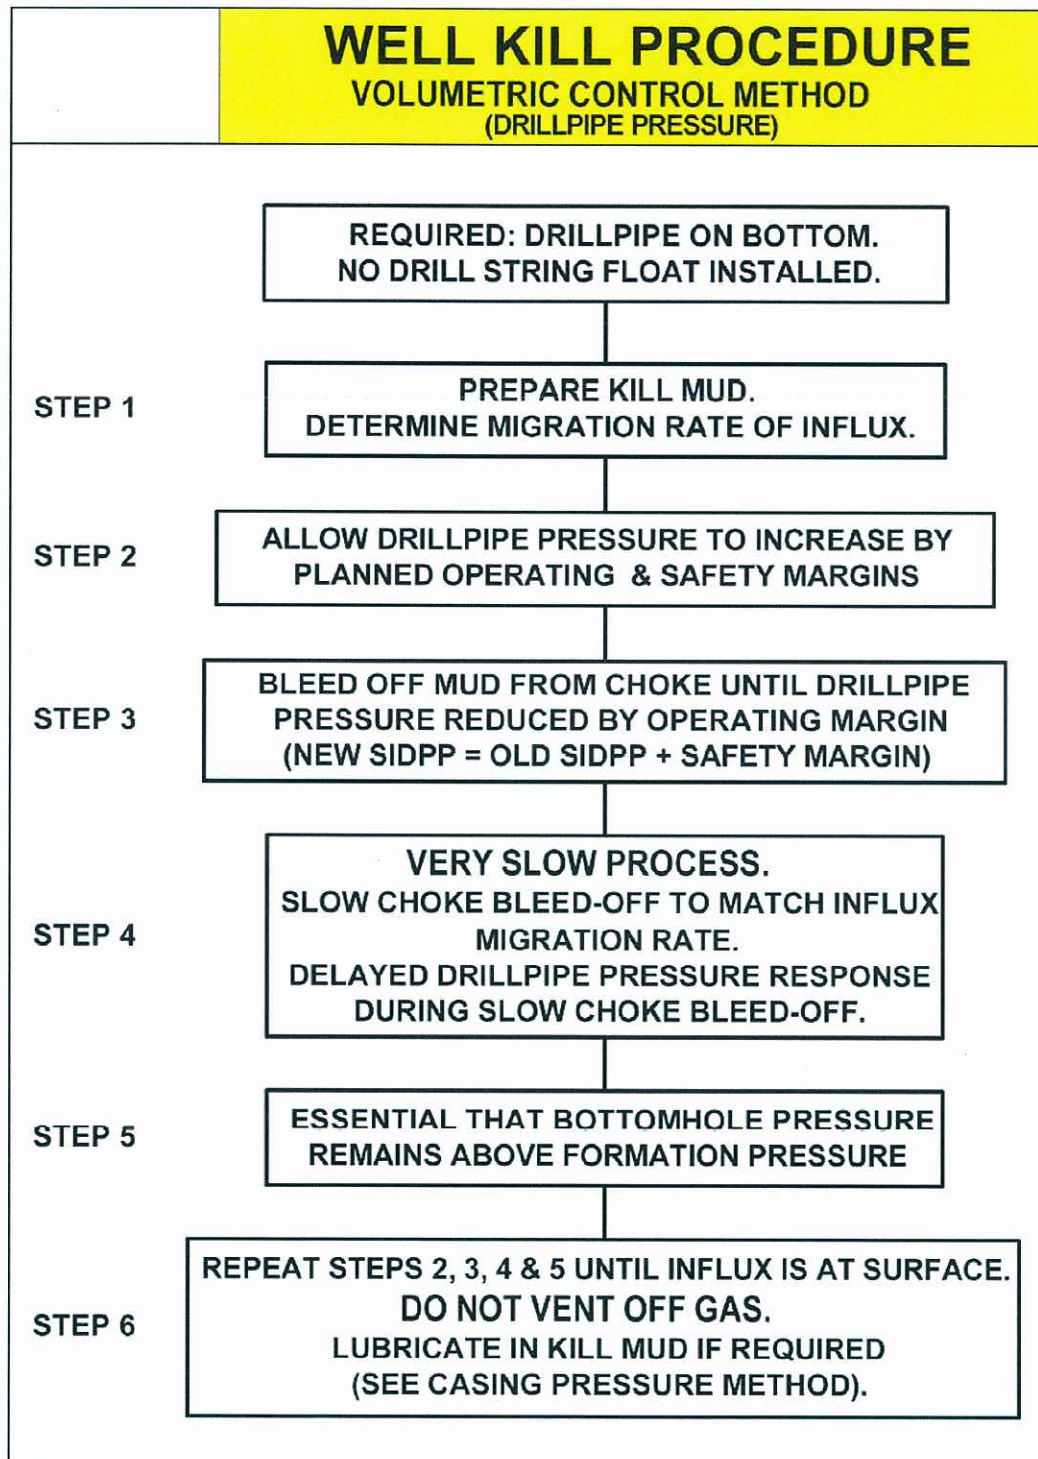 WELL KILL PROCEDURE
VOLUMETRIC CONTROL METHOD
(DRILLPIPE PRESSURE)
REQUIRED: DRILLPIPE ON BOTTOM.
NO DRILL STRING FLOAT INSTALLED.
STEP 1
PREPARE KILL MUD.
DETERMINE MIGRATION RATE OF INFLUX.
STEP 2
ALLOW DRILLPIPE PRESSURE TO INCREASE BY
PLANNED OPERATING & SAFETY MARGINS
STEP 3
BLEED OFF MUD FROM CHOKE UNTIL DRILLPIPE
PRESSURE REDUCED BY OPERATING MARGIN
(NEW SIDPP = OLD SIDPP + SAFETY MARGIN)
STEP 4
VERY SLOW PROCESS.
SLOW CHOKE BLEED-OFF TO MATCH INFLUX
MIGRATION RATE.
DELAYED DRILLPIPE PRESSURE RESPONSE
DURING SLOW CHOKE BLEED-OFF.
STEP 5
ESSENTIAL THAT BOTTOMHOLE PRESSURE
REMAINS ABOVE FORMATION PRESSURE
STEP 6
REPEAT STEPS 2, 3, 4 & 5 UNTIL INFLUX IS AT SURFACE.
DO NOT VENT OFF GAS.
LUBRICATE IN KILL MUD IF REQUIRED
(SEE CASING PRESSURE METHOD).